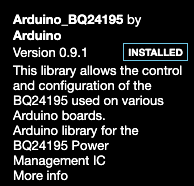 Arduino_BQ24195 by
Arduino
Version 0.9.1 INSTALLED
This library allows the control
and configuration of the
BQ24195 used on various
Arduino boards.
Arduino library for the
BQ24195 Power
Management IC
More info